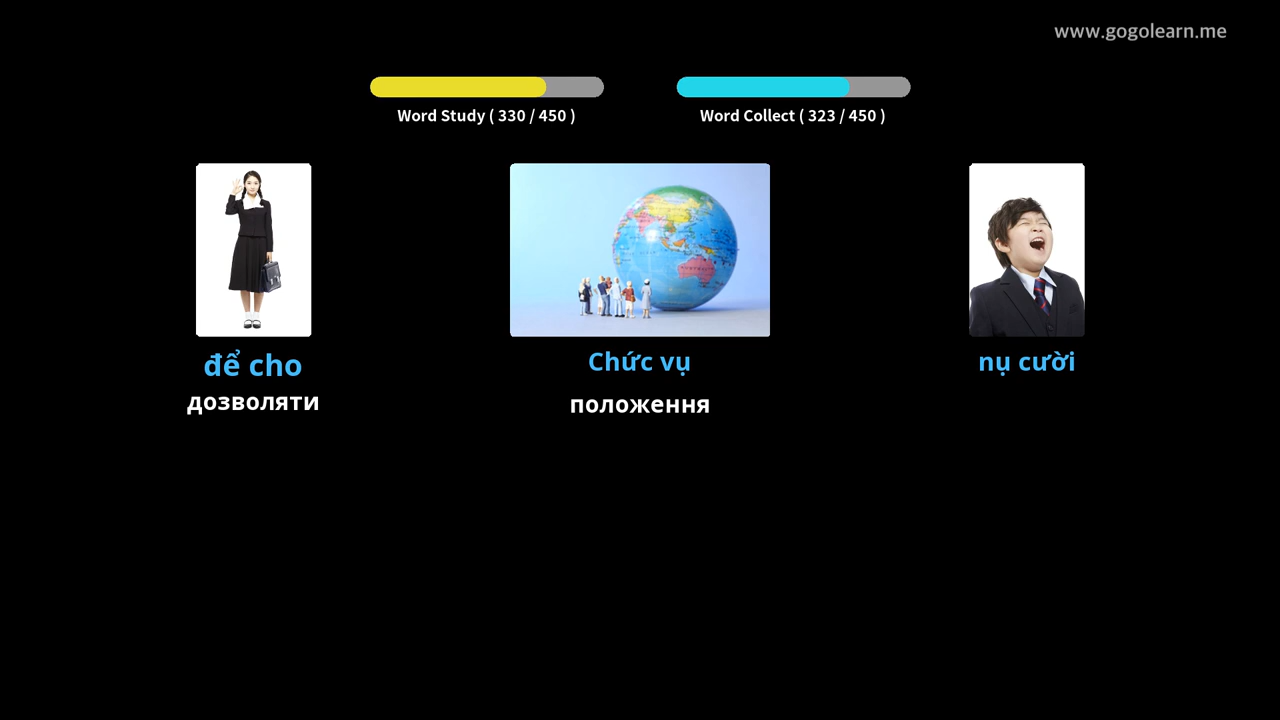 www.gogolearn.me
Word Study ( 330 / 450 )
Word Collect ( 323 / 450 )
để cho
дозволяти
Chức vụ
положення
nụ cười